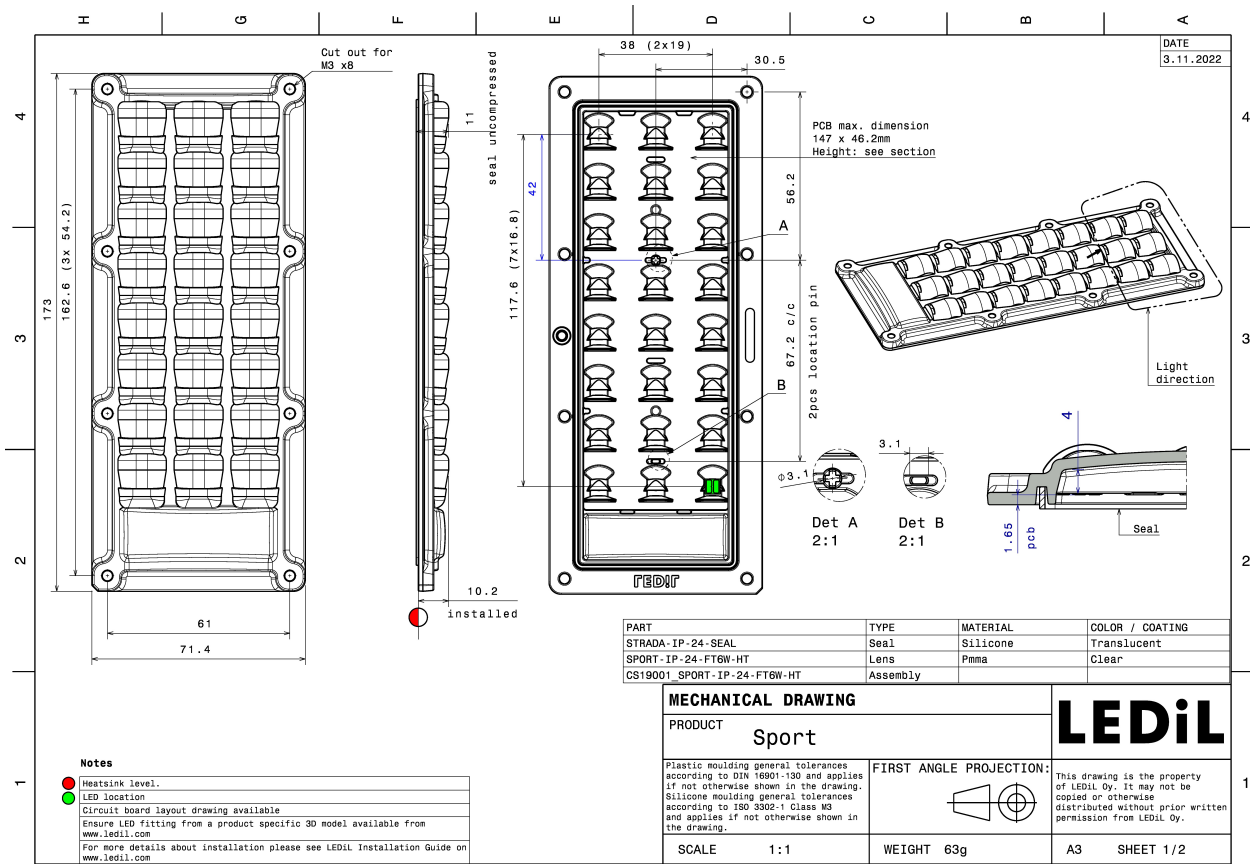 H G F E D C B A
DATE
3.11.2022
4
3
2
1
4
3
2
1
Cut out for
M3 x8
173
162.6 (3x 54.2)
61
71.4
11
seal uncompressed
10.2
installed
38 (2x19)
30.5
42
117.6 (7x16.8)
56.2
67.2 c/c
2pcs location pin
A
B
PCB max. dimension
147 x 46.2mm
Height: see section
LEDiL
Light
direction
4
3.1
ϕ3.1
Det A
2:1
Det B
2:1
1.65
pcb
Seal
PART TYPE MATERIAL COLOR / COATING
STRADA-IP-24-SEAL Seal Silicone Translucent
SPORT-IP-24-FT6W-HT Lens Pmma Clear
CS19001_SPORT-IP-24-FT6W-HT Assembly
MECHANICAL DRAWING
PRODUCT
Sport
LEDiL
Plastic moulding general tolerances
according to DIN 16901-130 and applies
if not otherwise shown in the drawing.
Silicone moulding general tolerances
according to ISO 3302-1 Class M3
and applies if not otherwise shown in
the drawing.
FIRST ANGLE PROJECTION:
This drawing is the property
of LEDiL Oy. It may not be
copied or otherwise
distributed without prior written
permission from LEDiL Oy.
SCALE 1:1 WEIGHT 63g A3 SHEET 1/2
Notes
Heatsink level.
LED location
Circuit board layout drawing available
Ensure LED fitting from a product specific 3D model available from
www.ledil.com
For more details about installation please see LEDiL Installation Guide on
www.ledil.com